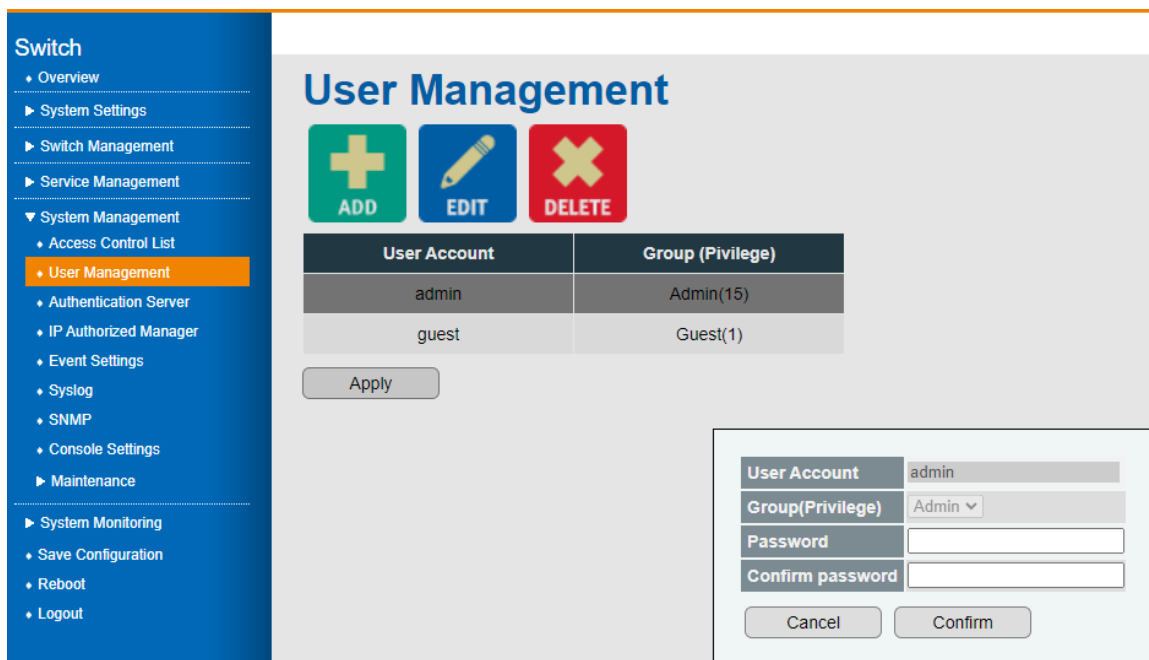 Switch
Overview
System Settings
Switch Management
Service Management
System Management
Access Control List
User Management
Authentication Server
IP Authorized Manager
Event Settings
Syslog
SNMP
Console Settings
Maintenance
System Monitoring
Save Configuration
Reboot
Logout
User Management
ADD EDIT DELETE
User Account Group (Pivilege)
admin Admin(15)
guest Guest(1)
Apply
User Account admin
Group(Privilege) Admin
Password
Confirm password
Cancel Confirm